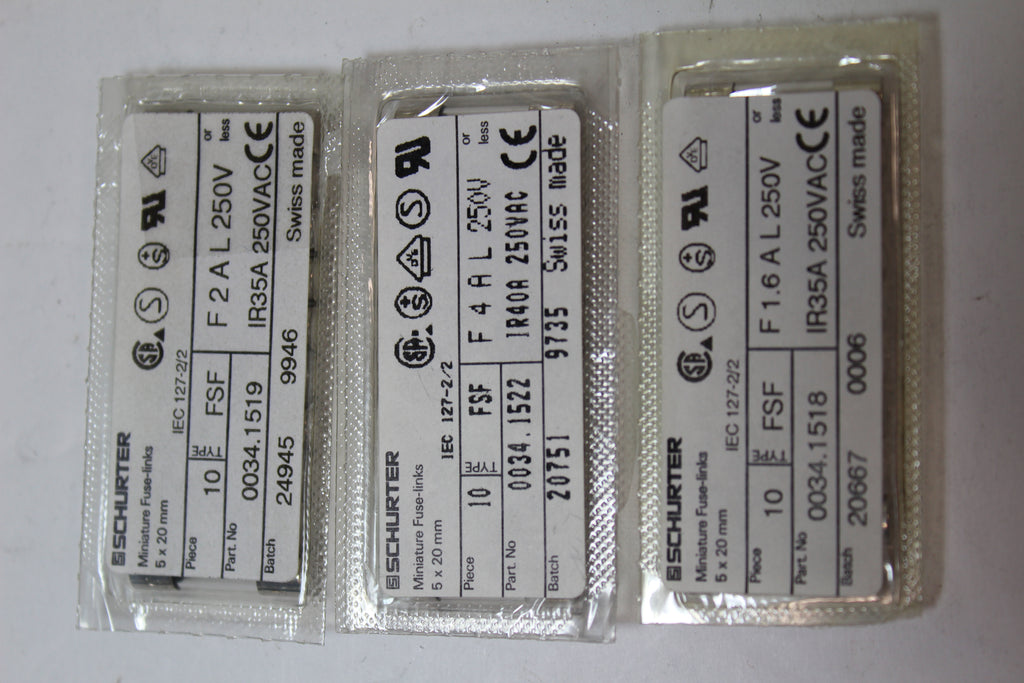 SCHURTER
Miniature Fuse-links
5 x 20 mm
IEC 127-2/2
Piece 10 TYPE FSF F 2 A L 250V or less
Part. No 0034.1519 IR35A 250VAC CE
Batch 24945 9946 Swiss made
SCHURTER
Miniature Fuse-links
5 x 20 mm
IEC 127-2/2
Piece 10 TYPE FSF F 4 A L 250V or less
Part. No 0034.1522 IR40A 250VAC CE
Batch 20751 9735 Swiss made
SCHURTER
Miniature Fuse-links
5 x 20 mm
IEC 127-2/2
Piece 10 TYPE FSF F 1.6 A L 250V or less
Part. No 0034.1518 IR35A 250VAC CE
Batch 20667 0006 Swiss made